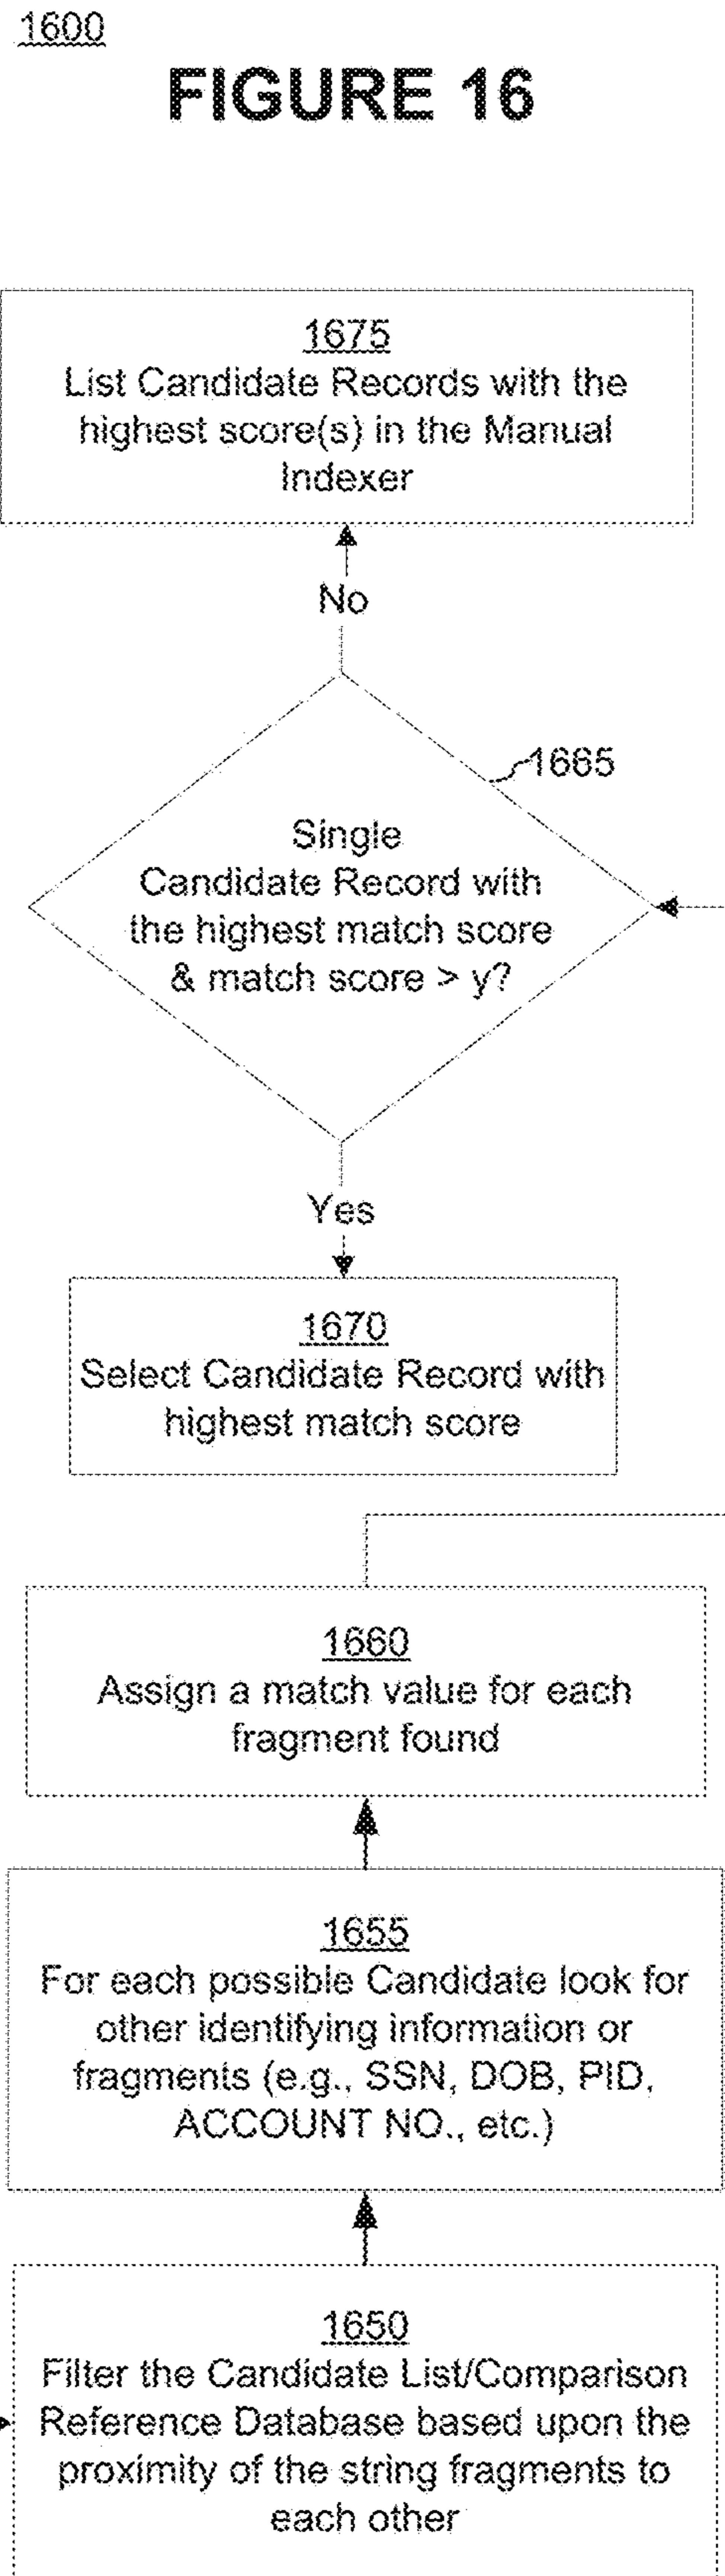 1600
FIGURE 16
1675
List Candidate Records with the
highest score(s) in the Manual
Indexer
No
1665
Single
Candidate Record with
the highest match score
& match score > y?
Yes
1670
Select Candidate Record with
highest match score
1660
Assign a match value for each
fragment found
1655
For each possible Candidate look for
other identifying information or
fragments (e.g., SSN, DOB, PID,
ACCOUNT NO., etc.)
1650
Filter the Candidate List/Comparison
Reference Database based upon the
proximity of the string fragments to
each other